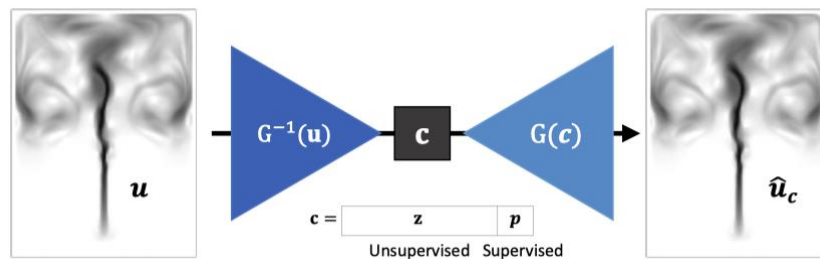 u
G⁻¹(u)
c
G(c)
û_c
c = z p
Unsupervised Supervised